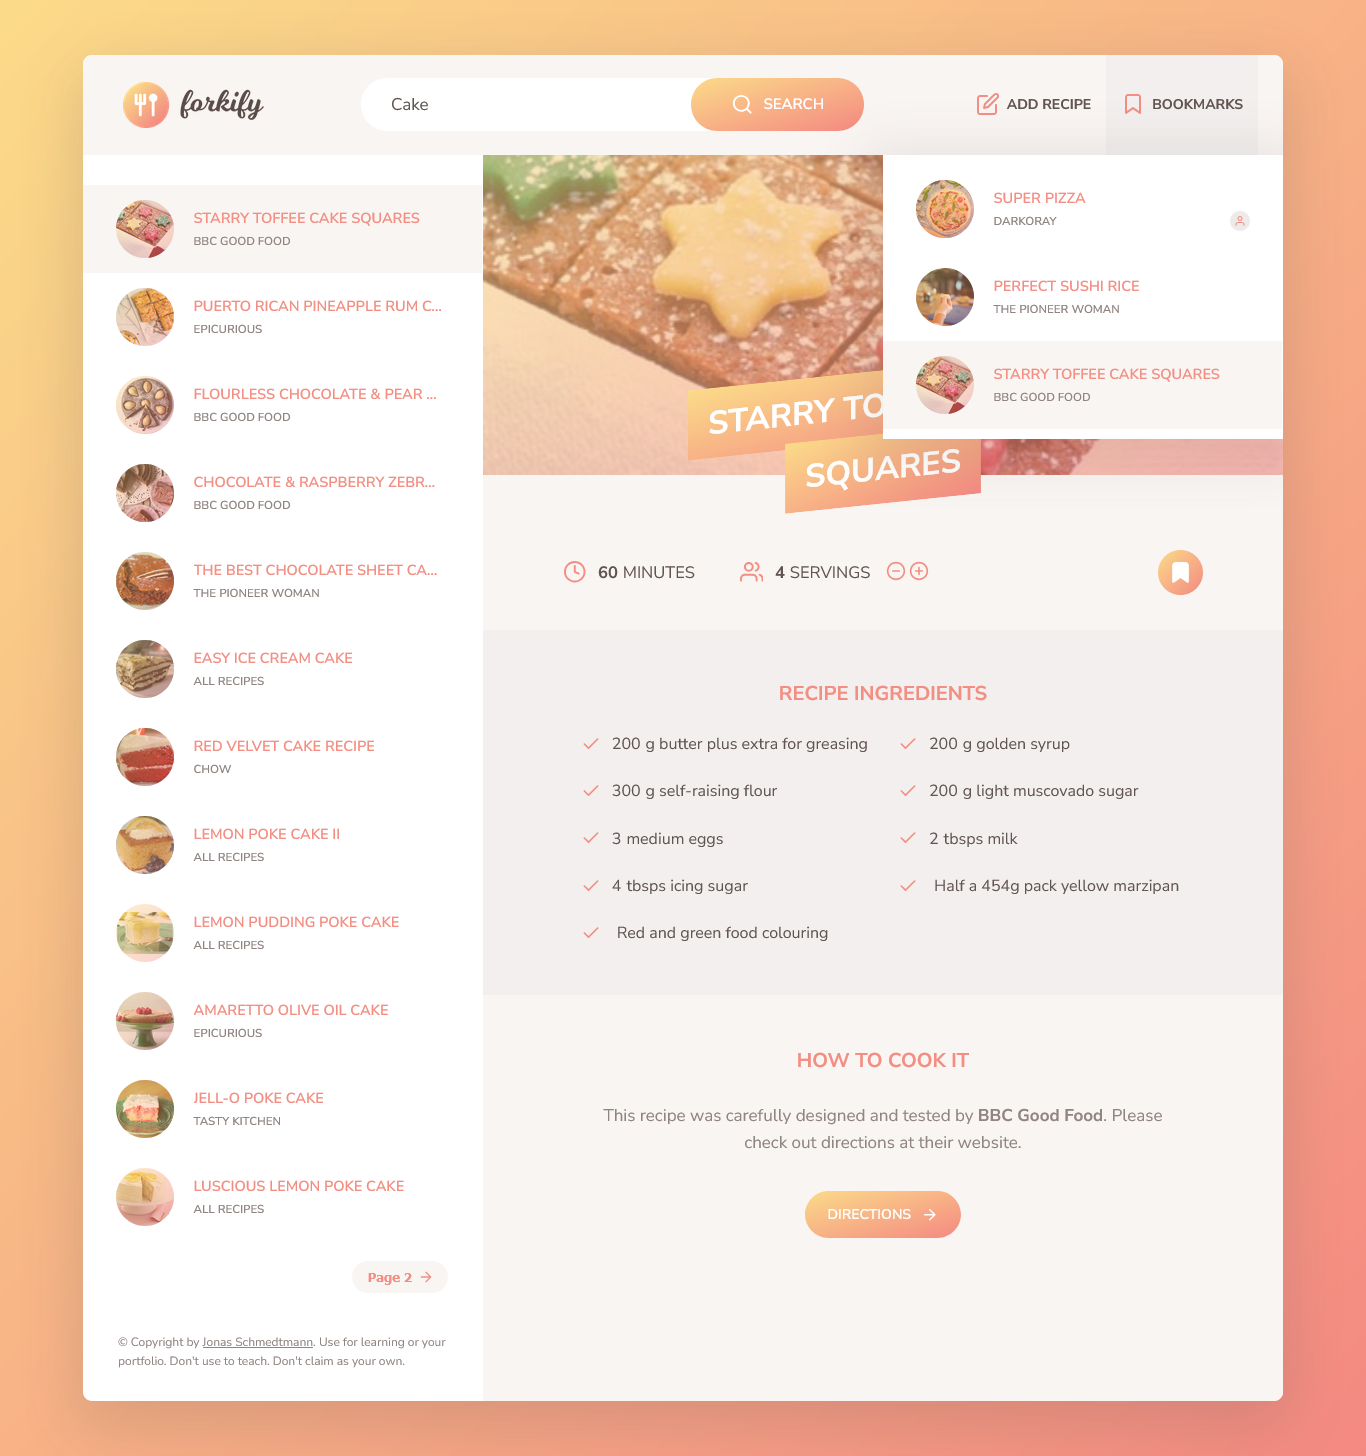 forkify
Cake
SEARCH
ADD RECIPE
BOOKMARKS
STARRY TOFFEE CAKE SQUARES
BBC GOOD FOOD
PUERTO RICAN PINEAPPLE RUM C...
EPICURIOUS
FLOURLESS CHOCOLATE & PEAR ...
BBC GOOD FOOD
CHOCOLATE & RASPBERRY ZEBR...
BBC GOOD FOOD
THE BEST CHOCOLATE SHEET CA...
THE PIONEER WOMAN
EASY ICE CREAM CAKE
ALL RECIPES
RED VELVET CAKE RECIPE
CHOW
LEMON POKE CAKE II
ALL RECIPES
LEMON PUDDING POKE CAKE
ALL RECIPES
AMARETTO OLIVE OIL CAKE
EPICURIOUS
JELL-O POKE CAKE
TASTY KITCHEN
LUSCIOUS LEMON POKE CAKE
ALL RECIPES
Page 2
© Copyright by Jonas Schmedtmann. Use for learning or your
portfolio. Don't use to teach. Don't claim as your own.
SUPER PIZZA
DARKORAY
PERFECT SUSHI RICE
THE PIONEER WOMAN
STARRY TOFFEE CAKE SQUARES
BBC GOOD FOOD
STARRY TO
SQUARES
60 MINUTES
4 SERVINGS
RECIPE INGREDIENTS
200 g butter plus extra for greasing
200 g golden syrup
300 g self-raising flour
200 g light muscovado sugar
3 medium eggs
2 tbsps milk
4 tbsps icing sugar
Half a 454g pack yellow marzipan
Red and green food colouring
HOW TO COOK IT
This recipe was carefully designed and tested by BBC Good Food. Please
check out directions at their website.
DIRECTIONS